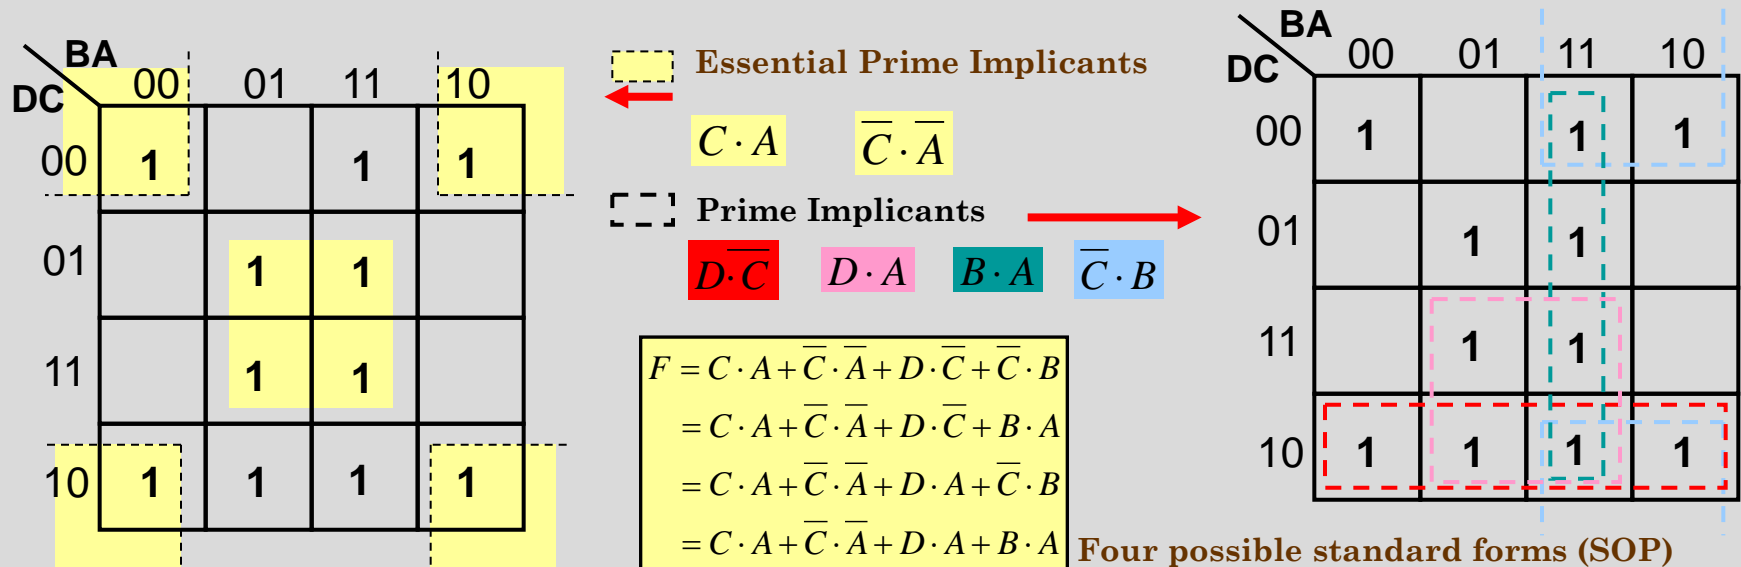 BA
DC
00 01 11 10
00 1 1 1
01 1 1
11 1 1
10 1 1 1 1
Essential Prime Implicants
C · A
C̅ · A̅
Prime Implicants
D·C̅
D · A
B · A
C̅ · B
F = C · A + C̅ · A̅ + D · C̅ + C̅ · B
= C · A + C̅ · A̅ + D · C̅ + B · A
= C · A + C̅ · A̅ + D · A + C̅ · B
= C · A + C̅ · A̅ + D · A + B · A
Four possible standard forms (SOP)
BA
DC
00 01 11 10
00 1 1 1
01 1 1
11 1 1
10 1 1 1 1